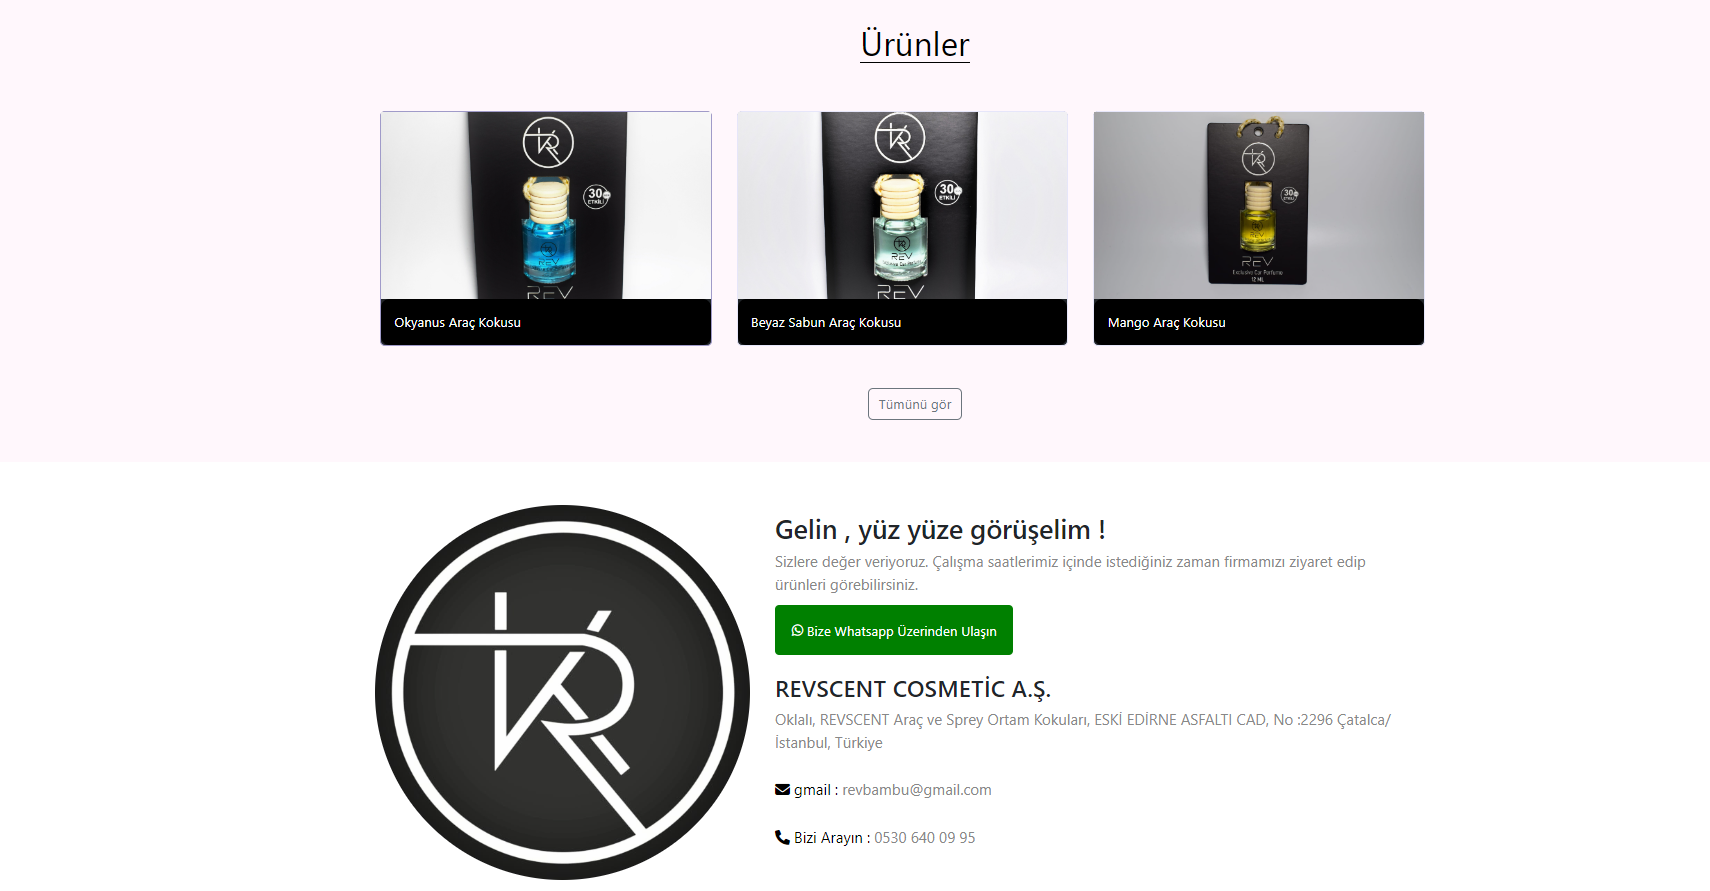 Ürünler
30
ETKİLİ
REV
30
ETKİLİ
REV
REV
30
ETKİLİ
REV
REV
Exclusive Car Perfume
12 ML
Okyanus Araç Kokusu
Beyaz Sabun Araç Kokusu
Mango Araç Kokusu
Tümünü gör
Gelin , yüz yüze görüşelim !
Sizlere değer veriyoruz. Çalışma saatlerimiz içinde istediğiniz zaman firmamızı ziyaret edip
ürünleri görebilirsiniz.
Bize Whatsapp Üzerinden Ulaşın
REVSCENT COSMETİC A.Ş.
Oklalı, REVSCENT Araç ve Sprey Ortam Kokuları, ESKİ EDİRNE ASFALTI CAD, No :2296 Çatalca/
İstanbul, Türkiye
gmail : revbambu@gmail.com
Bizi Arayın : 0530 640 09 95